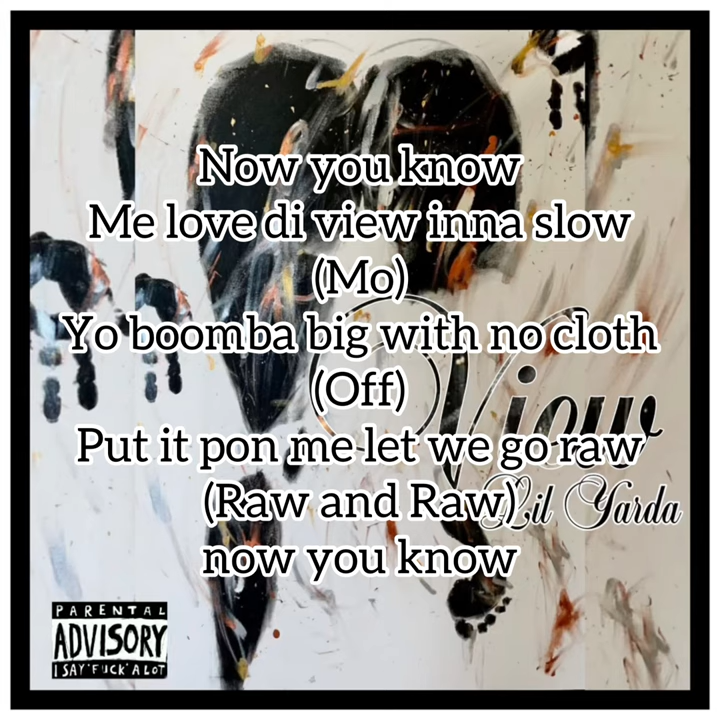 Now you know
Me love di view inna slow
(Mo)
Yo boomba big with no cloth
(Off)
Put it pon me let we go raw
(Raw and Raw)
now you know
View
Lil Yarda
PARENTAL
ADVISORY
I SAY "FUCK" A LOT